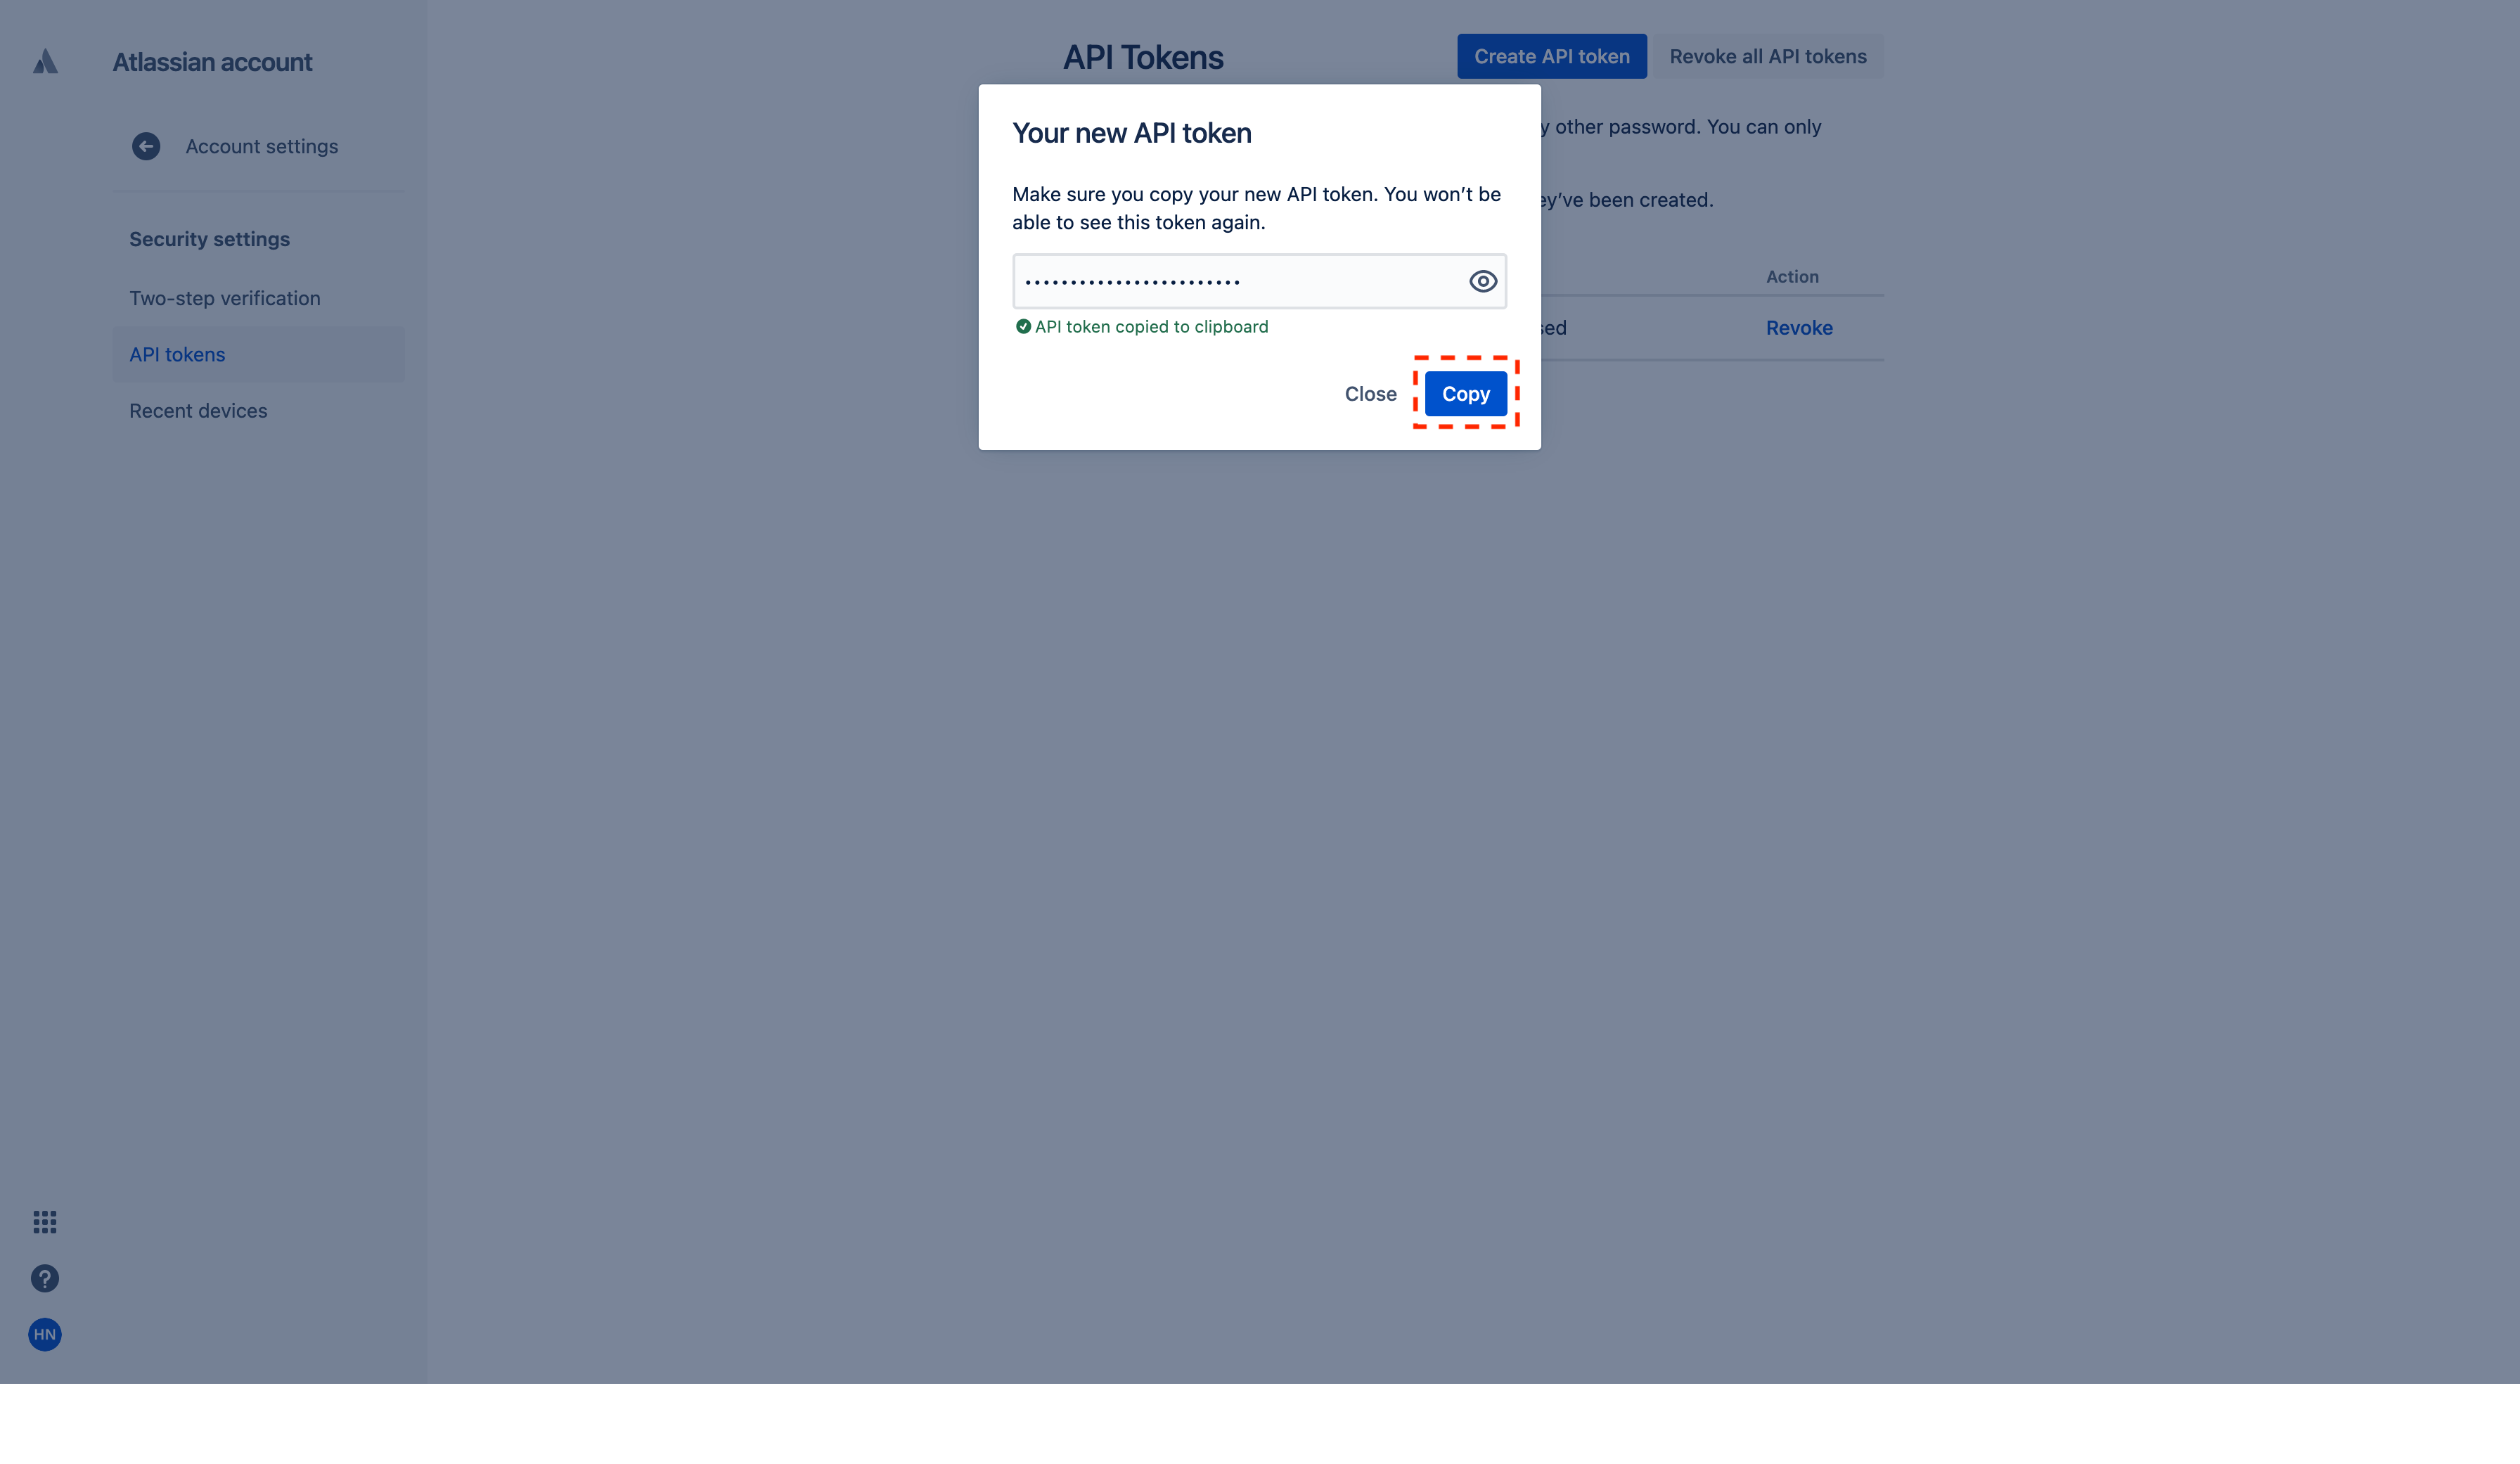 Atlassian account
Account settings
Security settings
Two-step verification
API tokens
Recent devices
HN
API Tokens
Create API token
Revoke all API tokens
other password. You can only
been created.
Action
Revoke
Your new API token
Make sure you copy your new API token. You won’t be
able to see this token again.
API token copied to clipboard
Close
Copy